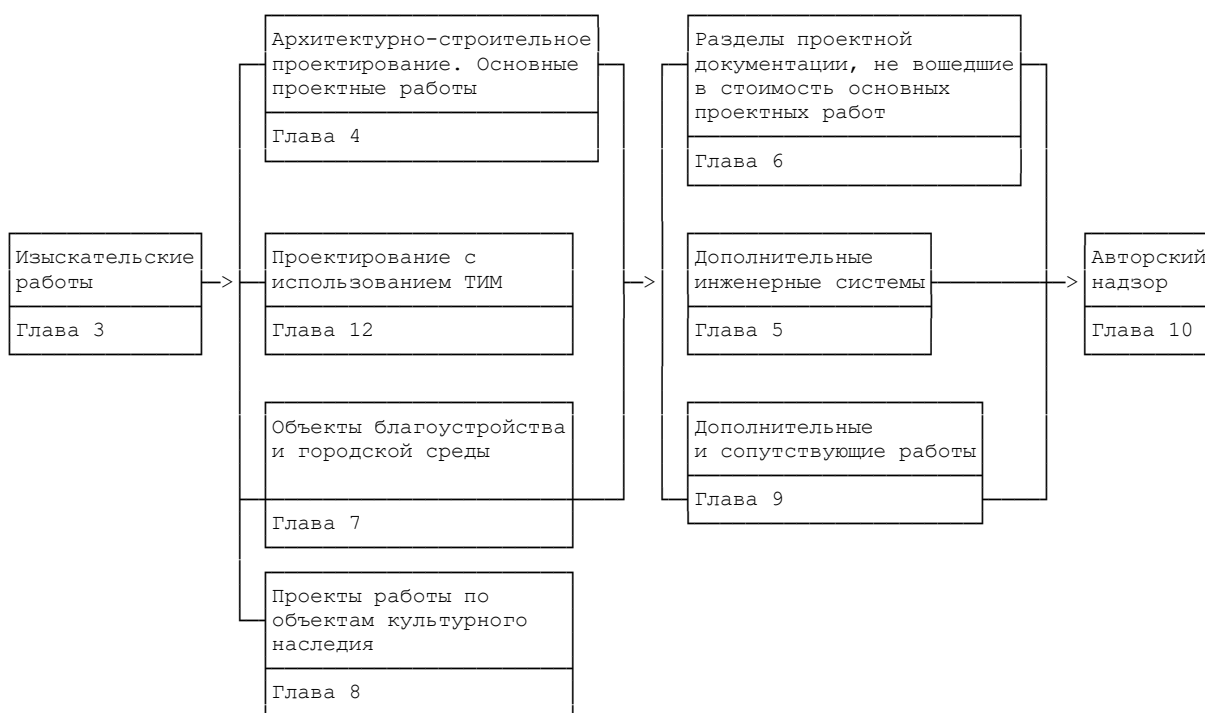 Изыскательские
работы
Глава 3
Архитектурно-строительное
проектирование. Основные
проектные работы
Глава 4
Проектирование с
использованием ТИМ
Глава 12
Объекты благоустройства
и городской среды
Глава 7
Проекты работы по
объектам культурного
наследия
Глава 8
Разделы проектной
документации, не вошедшие
в стоимость основных
проектных работ
Глава 6
Дополнительные
инженерные системы
Глава 5
Дополнительные
и сопутствующие работы
Глава 9
Авторский
надзор
Глава 10